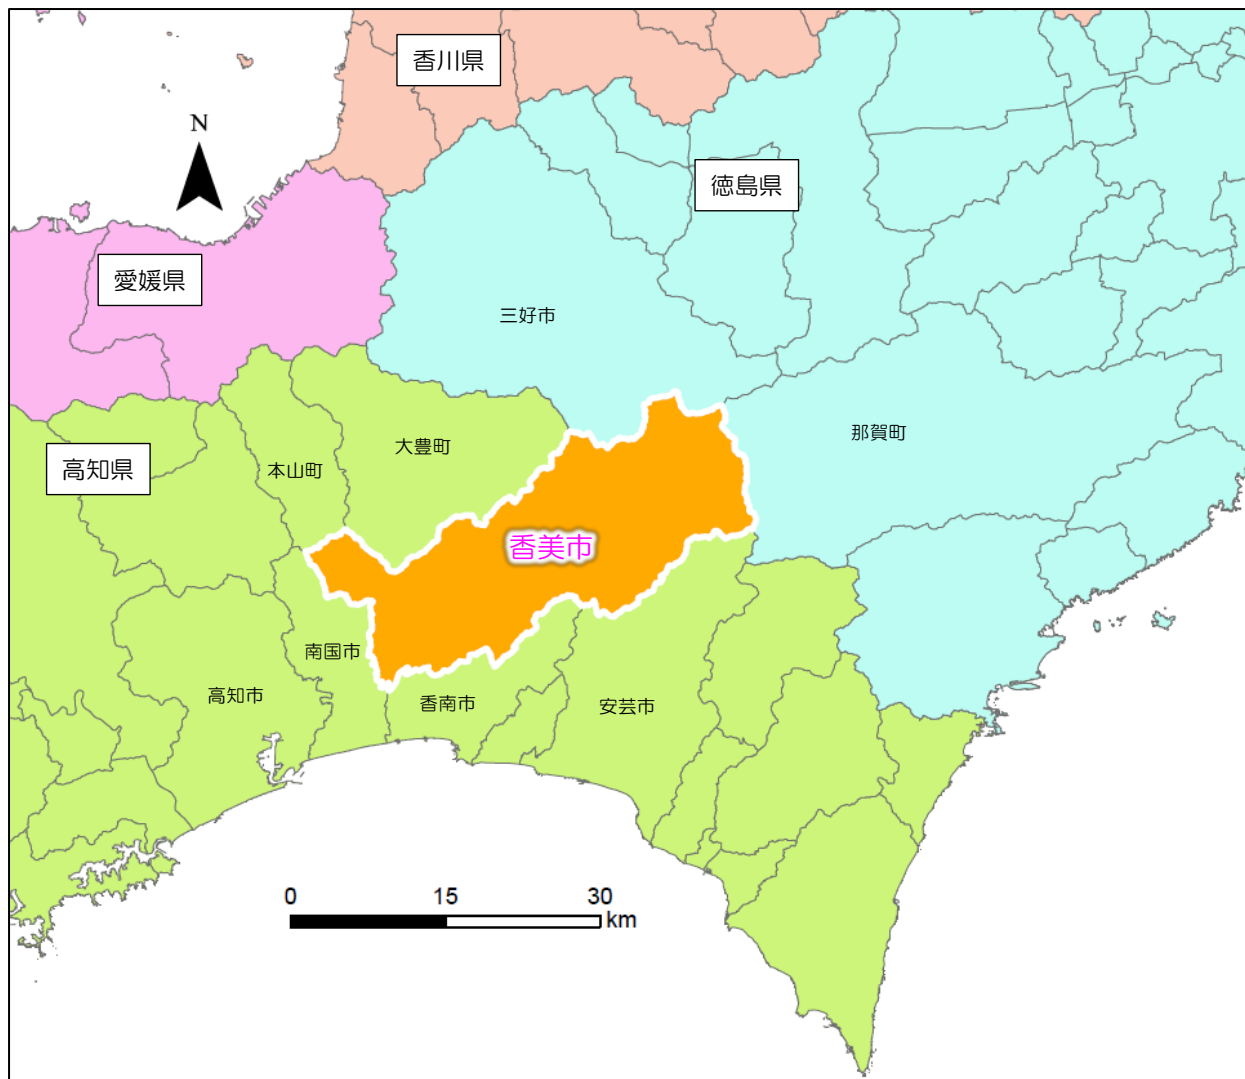 香川県
N
徳島県
愛媛県
三好市
那賀町
大豊町
本山町
高知県
香美市
南国市
高知市
香南市
安芸市
0 15 30
km